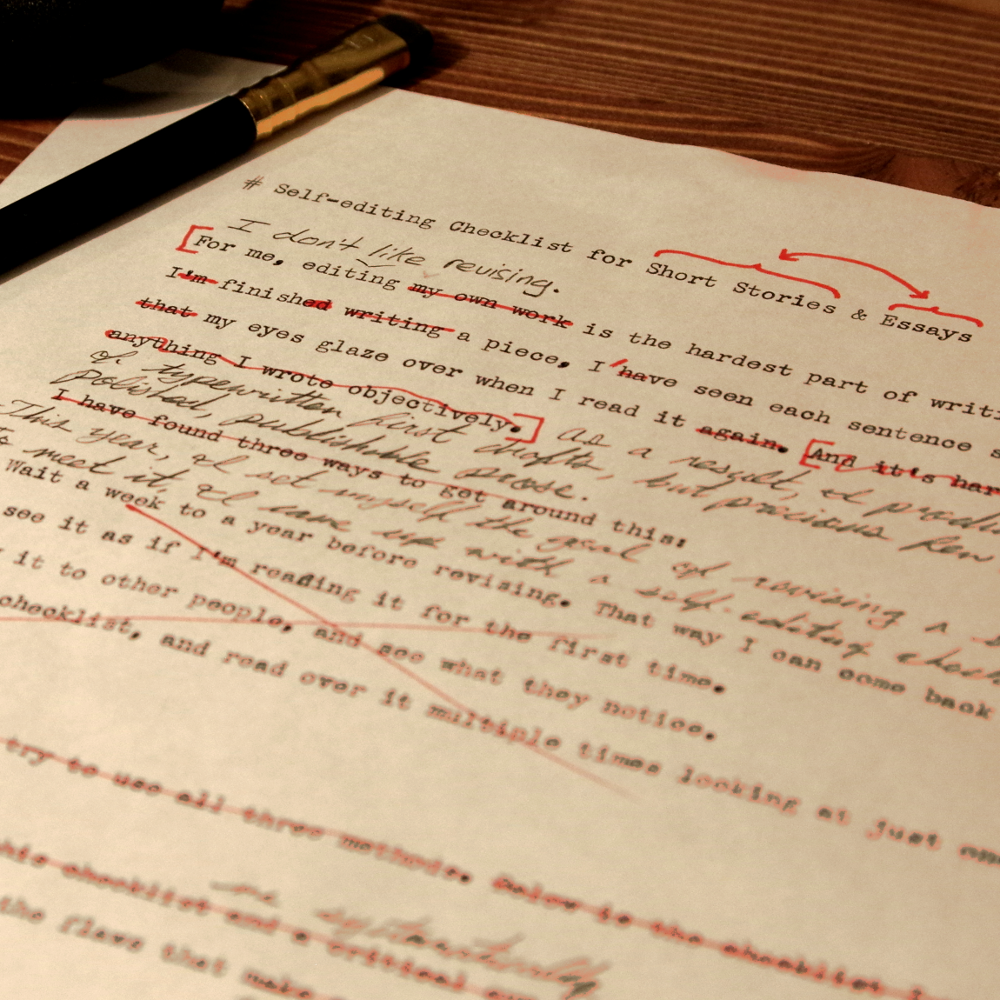 # Self-editing Checklist for Short Stories & Essays
I don't like revising.
For me, editing my own work is the hardest part of writi
I'm finished writing a piece, I have seen each sentence s
that my eyes glaze over when I read it again. And it's har
anything I wrote objectively. As a result, I produ
of typewritten first drafts, but precious few
polished, publishable prose.
I have found three ways to get around this:
This year, I set myself the goal of revising a
to meet it I came up with a self-editing check
Wait a week to a year before revising. That way I can come back
see it as if I'm reading it for the first time.
it to other people, and see what they notice.
checklist, and read over it multiple times looking at just one
try to use all three methods. Below is the checklist I
systematically
his checklist and a critical
the flaws that make